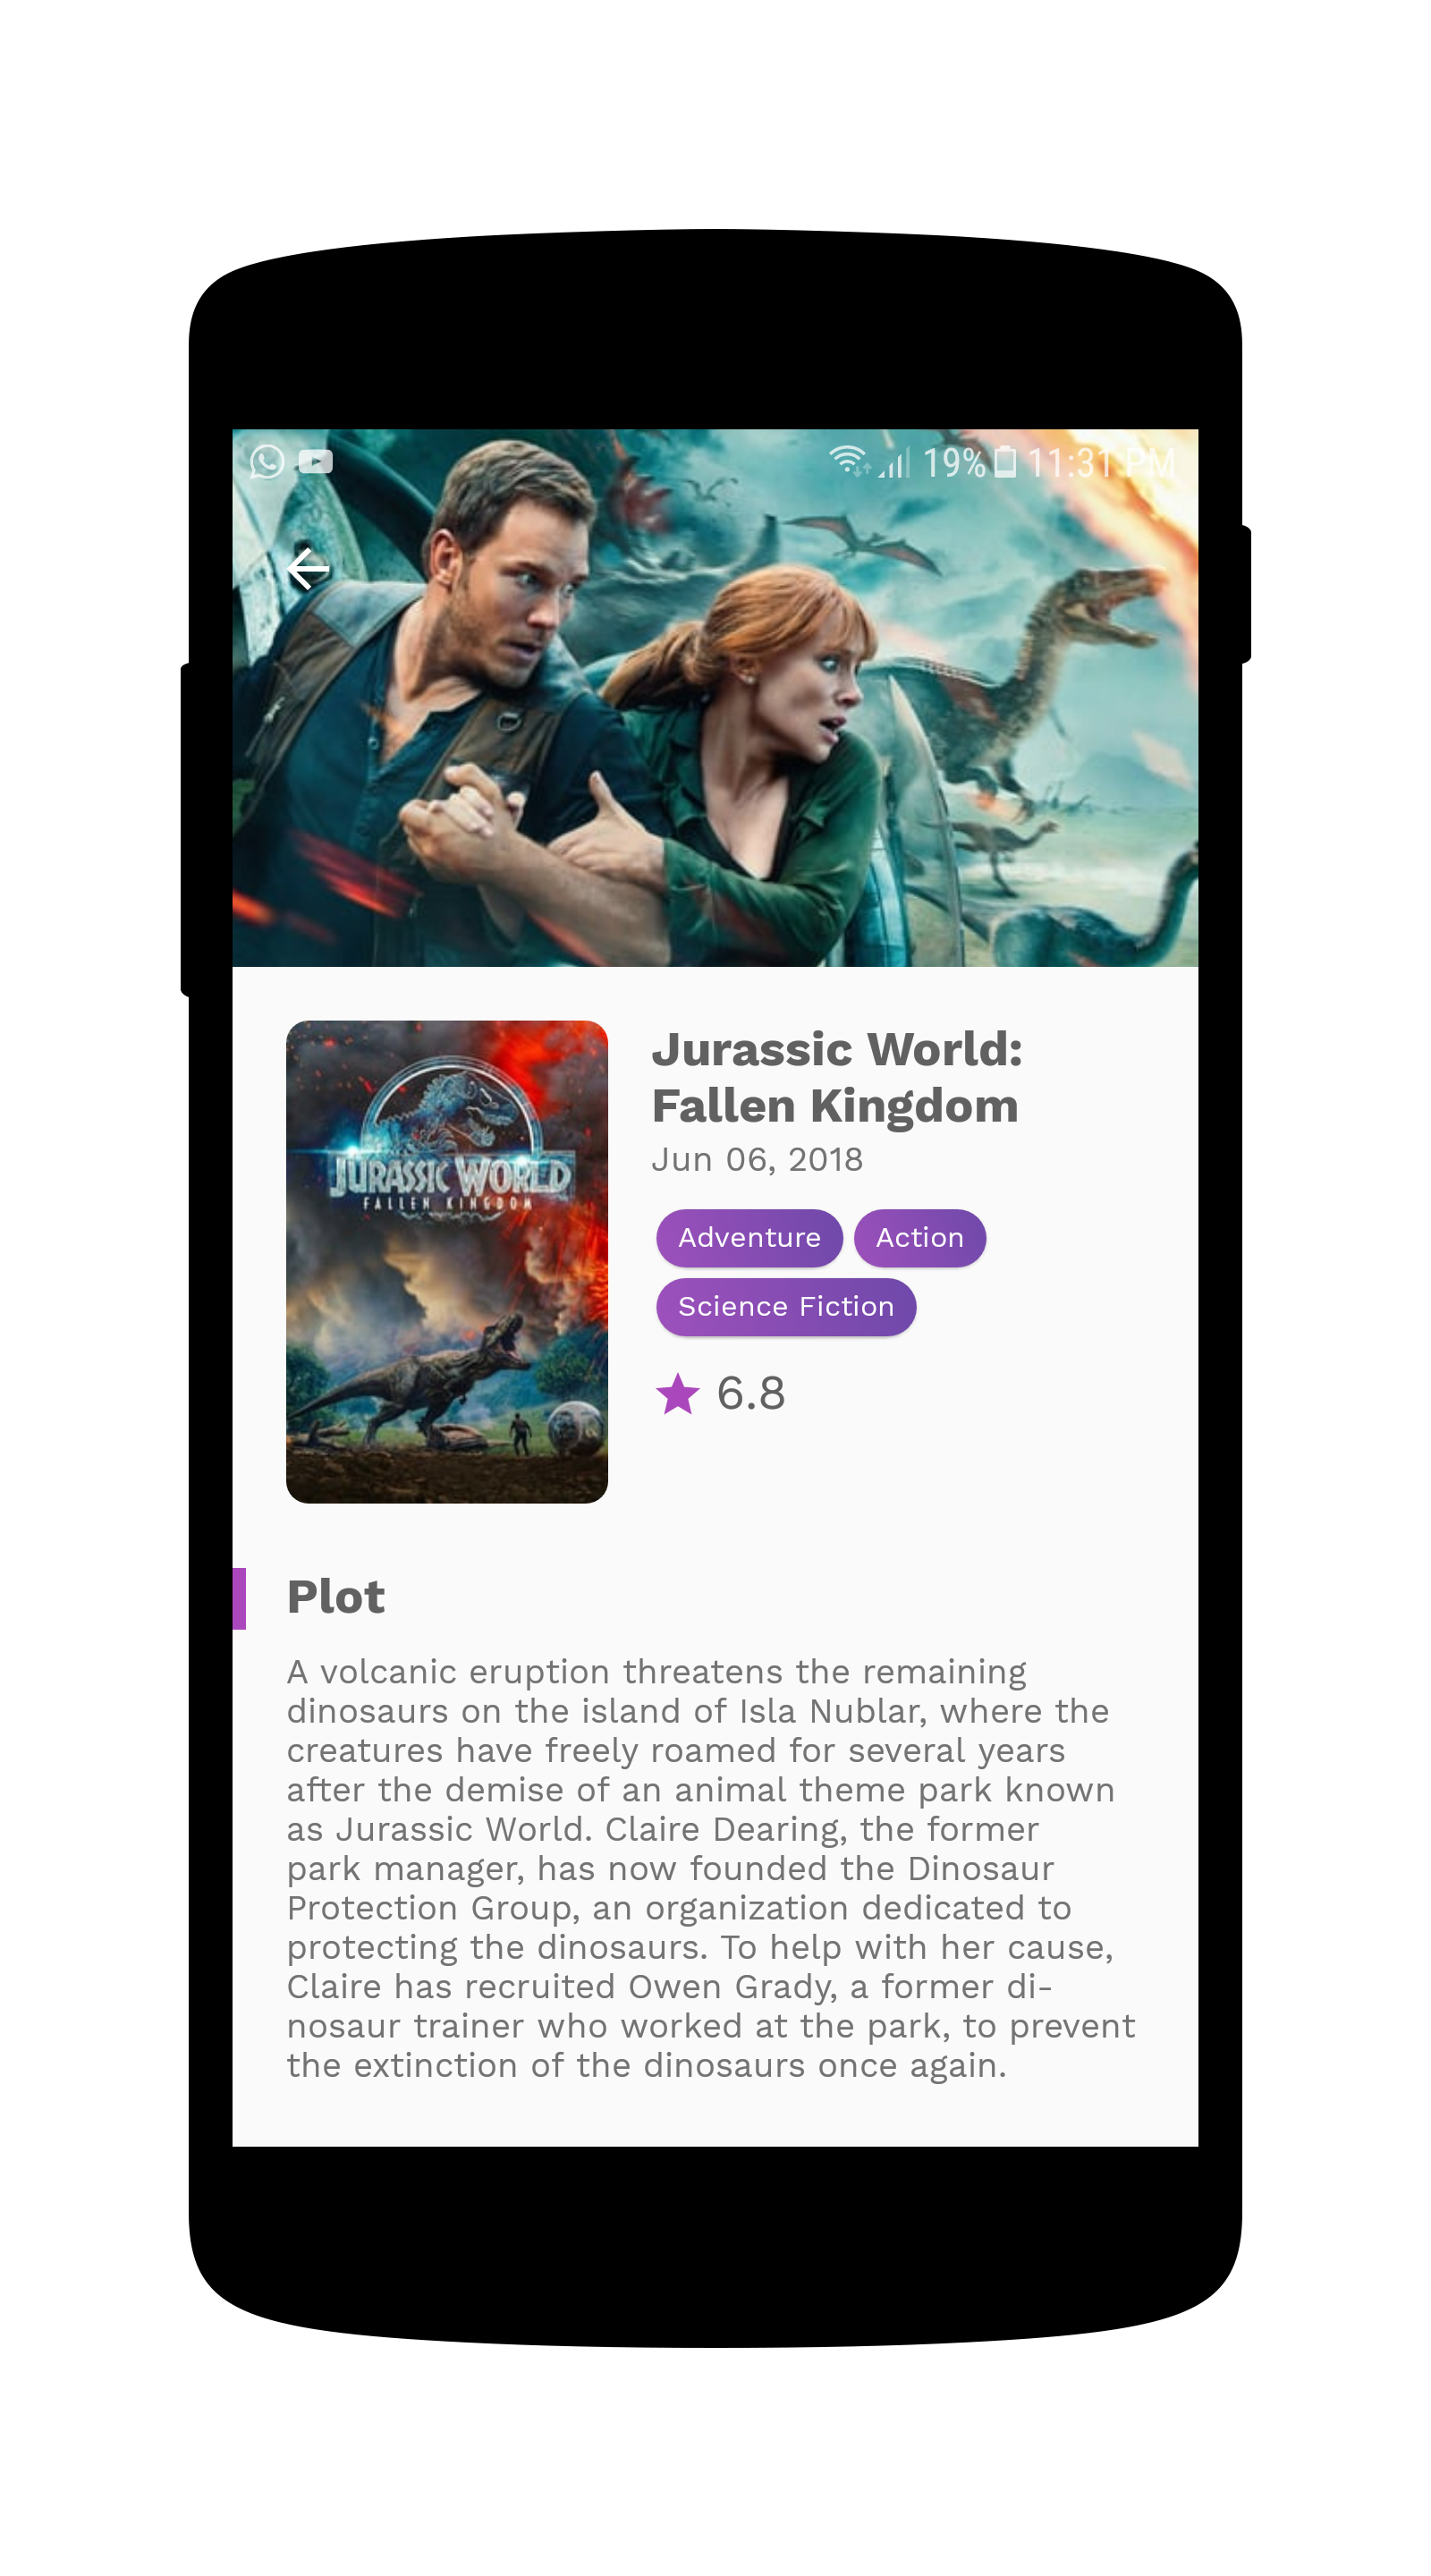 19% 11:31 PM
JURASSIC WORLD
FALLEN KINGDOM
Jurassic World:
Fallen Kingdom
Jun 06, 2018
Adventure Action
Science Fiction
6.8
Plot
A volcanic eruption threatens the remaining
dinosaurs on the island of Isla Nublar, where the
creatures have freely roamed for several years
after the demise of an animal theme park known
as Jurassic World. Claire Dearing, the former
park manager, has now founded the Dinosaur
Protection Group, an organization dedicated to
protecting the dinosaurs. To help with her cause,
Claire has recruited Owen Grady, a former di-
nosaur trainer who worked at the park, to prevent
the extinction of the dinosaurs once again.